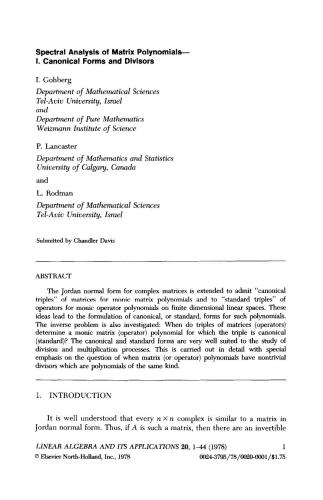 Spectral Analysis of Matrix Polynomials—
I. Canonical Forms and Divisors
I. Gohberg
Department of Mathematical Sciences
Tel-Aviv University, Israel
and
Department of Pure Mathematics
Weizmann Institute of Science
P. Lancaster
Department of Mathematics and Statistics
University of Calgary, Canada
and
L. Rodman
Department of Mathematical Sciences
Tel-Aviv University, Israel
Submitted by Chandler Davis
ABSTRACT
The Jordan normal form for complex matrices is extended to admit "canonical
triples" of matrices for monic matrix polynomials and to "standard triples" of
operators for monic operator polynomials on finite dimensional linear spaces. These
ideas lead to the formulation of canonical, or standard, forms for such polynomials.
The inverse problem is also investigated: When do triples of matrices (operators)
determine a monic matrix (operator) polynomial for which the triple is canonical
(standard)? The canonical and standard forms are very well suited to the study of
division and multiplication processes. This is carried out in detail with special
emphasis on the question of when matrix (or operator) polynomials have nontrivial
divisors which are polynomials of the same kind.
1. INTRODUCTION
It is well understood that every n×n complex is similar to a matrix in
Jordan normal form. Thus, if A is such a matrix, then there are an invertible
LINEAR ALGEBRA AND ITS APPLICATIONS 20, 1–44 (1978) 1
© Elsevier North-Holland, Inc., 1978 0024-3795/78/0020-0001/$1.75